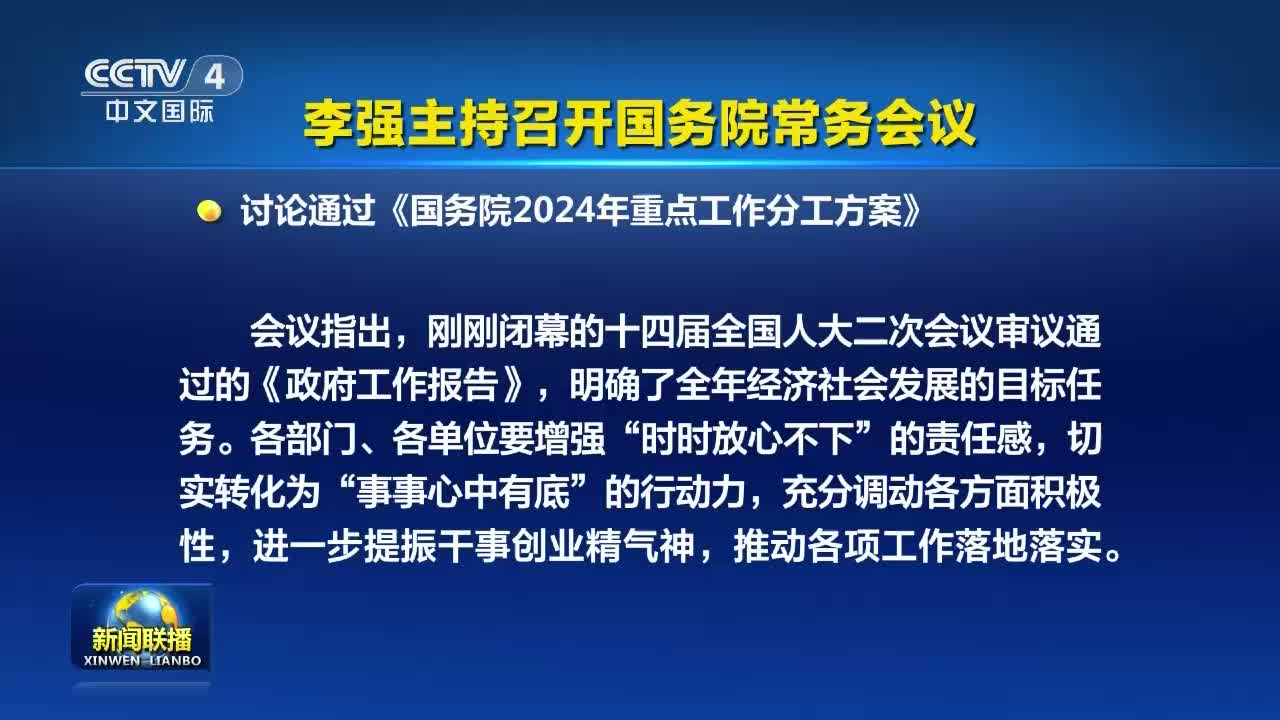 CCTV 4
中文国际
李强主持召开国务院常务会议
讨论通过《国务院2024年重点工作分工方案》
会议指出，刚刚闭幕的十四届全国人大二次会议审议通
过的《政府工作报告》，明确了全年经济社会发展的目标任
务。各部门、各单位要增强“时时放心不下”的责任感，切
实转化为“事事心中有底”的行动力，充分调动各方面积极
性，进一步提振干事创业精气神，推动各项工作落地落实。
新闻联播
XINWEN LIANBO